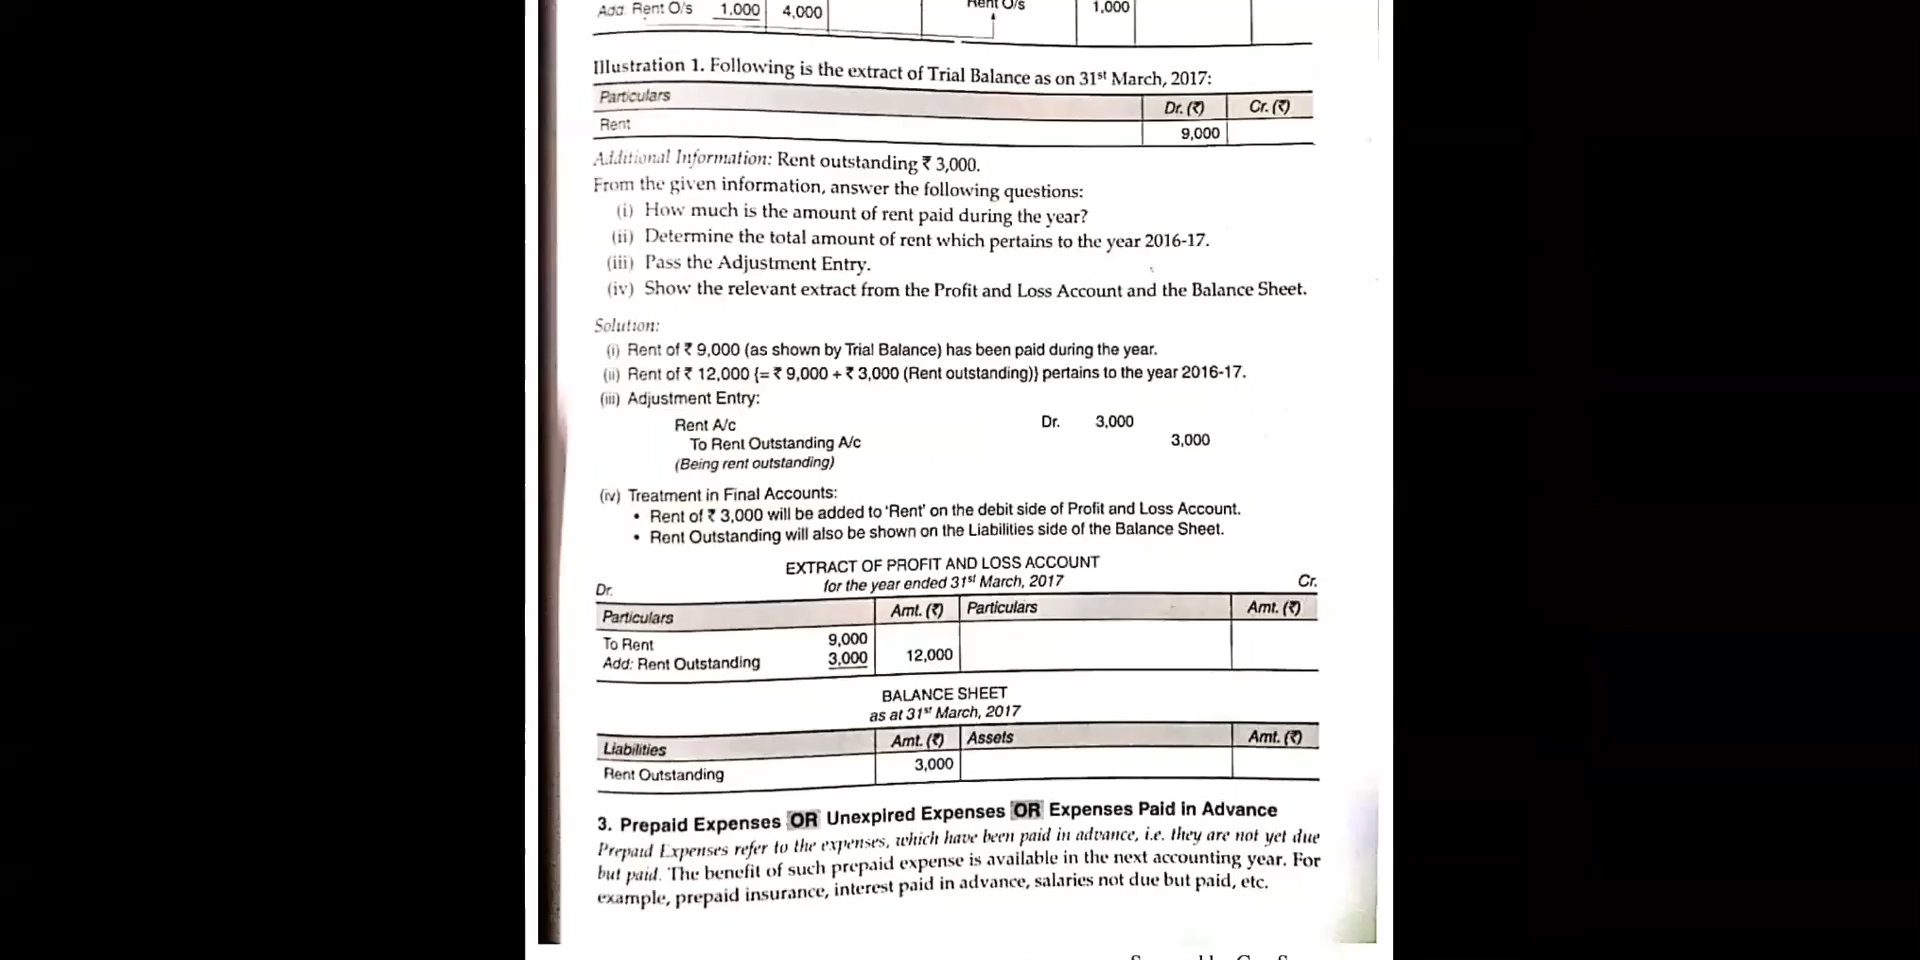 Add: Rent O/s 1,000 4,000 Rent O/s 1,000
Illustration 1. Following is the extract of Trial Balance as on 31st March, 2017:
Particulars Dr. (₹) Cr. (₹)
Rent 9,000
Additional Information: Rent outstanding ₹ 3,000.
From the given information, answer the following questions:
(i) How much is the amount of rent paid during the year?
(ii) Determine the total amount of rent which pertains to the year 2016-17.
(iii) Pass the Adjustment Entry.
(iv) Show the relevant extract from the Profit and Loss Account and the Balance Sheet.
Solution:
(i) Rent of ₹ 9,000 (as shown by Trial Balance) has been paid during the year.
(ii) Rent of ₹ 12,000 {= ₹ 9,000 + ₹ 3,000 (Rent outstanding)} pertains to the year 2016-17.
(iii) Adjustment Entry:
Rent A/c Dr. 3,000
To Rent Outstanding A/c 3,000
(Being rent outstanding)
(iv) Treatment in Final Accounts:
• Rent of ₹ 3,000 will be added to 'Rent' on the debit side of Profit and Loss Account.
• Rent Outstanding will also be shown on the Liabilities side of the Balance Sheet.
EXTRACT OF PROFIT AND LOSS ACCOUNT
Dr. for the year ended 31st March, 2017 Cr.
Particulars Amt. (₹) Particulars Amt. (₹)
To Rent 9,000
Add: Rent Outstanding 3,000 12,000
BALANCE SHEET
as at 31st March, 2017
Liabilities Amt. (₹) Assets Amt. (₹)
Rent Outstanding 3,000
3. Prepaid Expenses OR Unexpired Expenses OR Expenses Paid in Advance
Prepaid Expenses refer to the expenses, which have been paid in advance, i.e. they are not yet due
but paid. The benefit of such prepaid expense is available in the next accounting year. For
example, prepaid insurance, interest paid in advance, salaries not due but paid, etc.